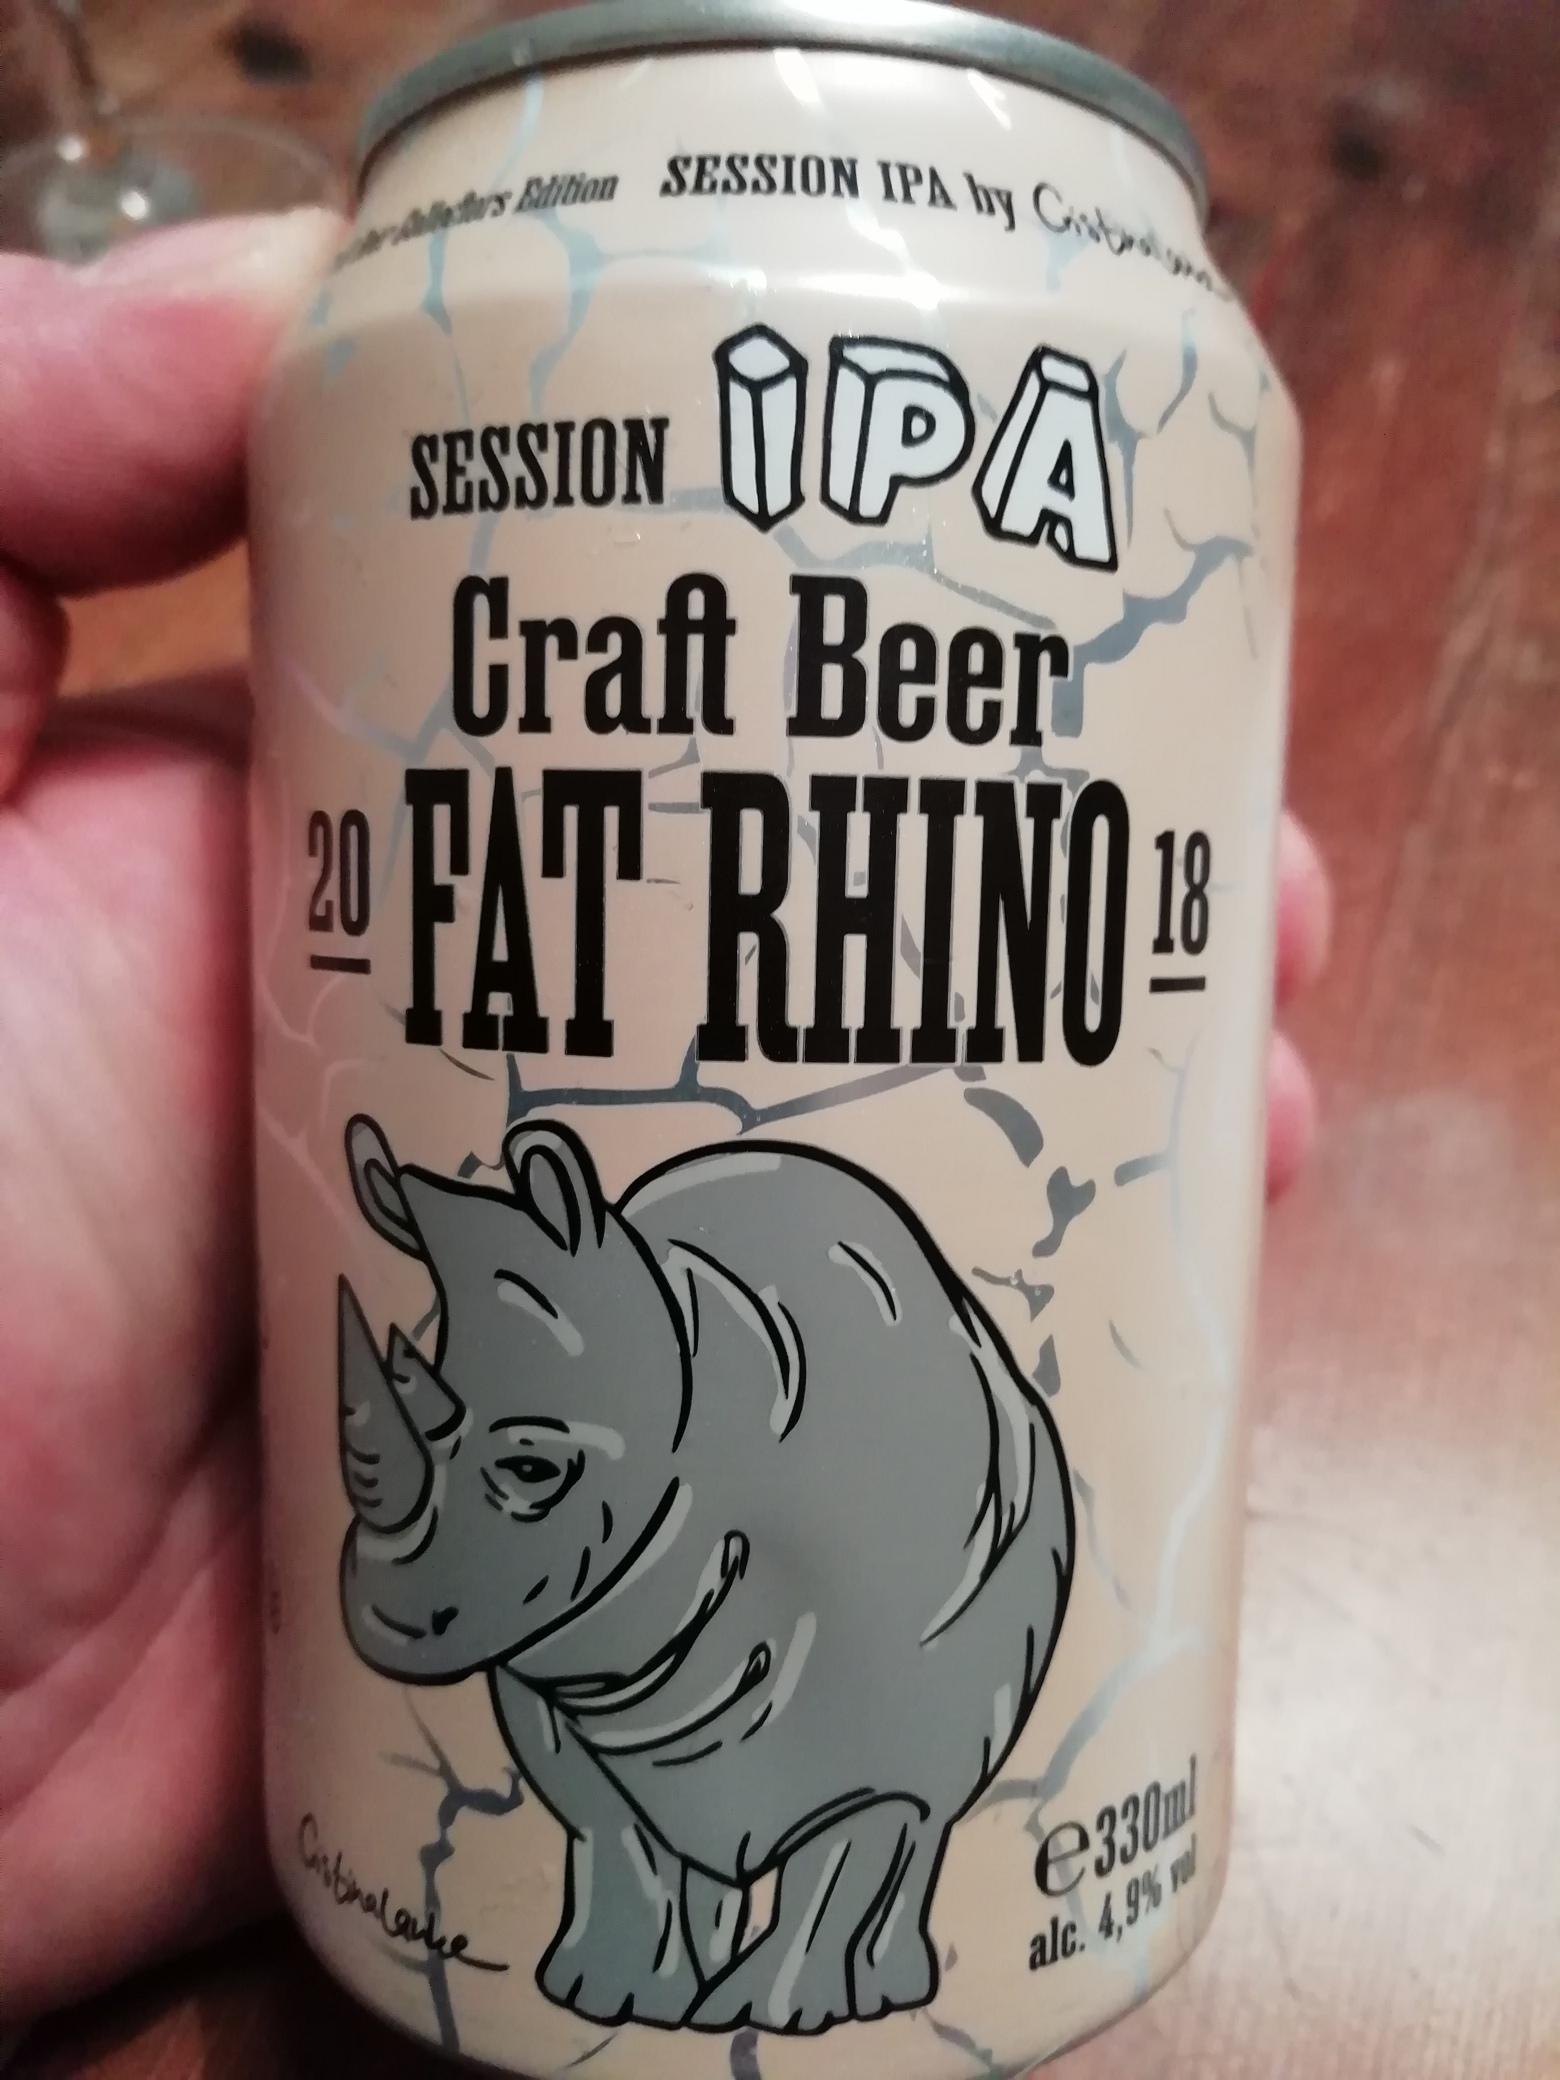 Collectors Edition SESSION IPA by
SESSION IPA
Craft Beer
20 FAT RHINO 18
e 330ml
alc. 4,9% vol